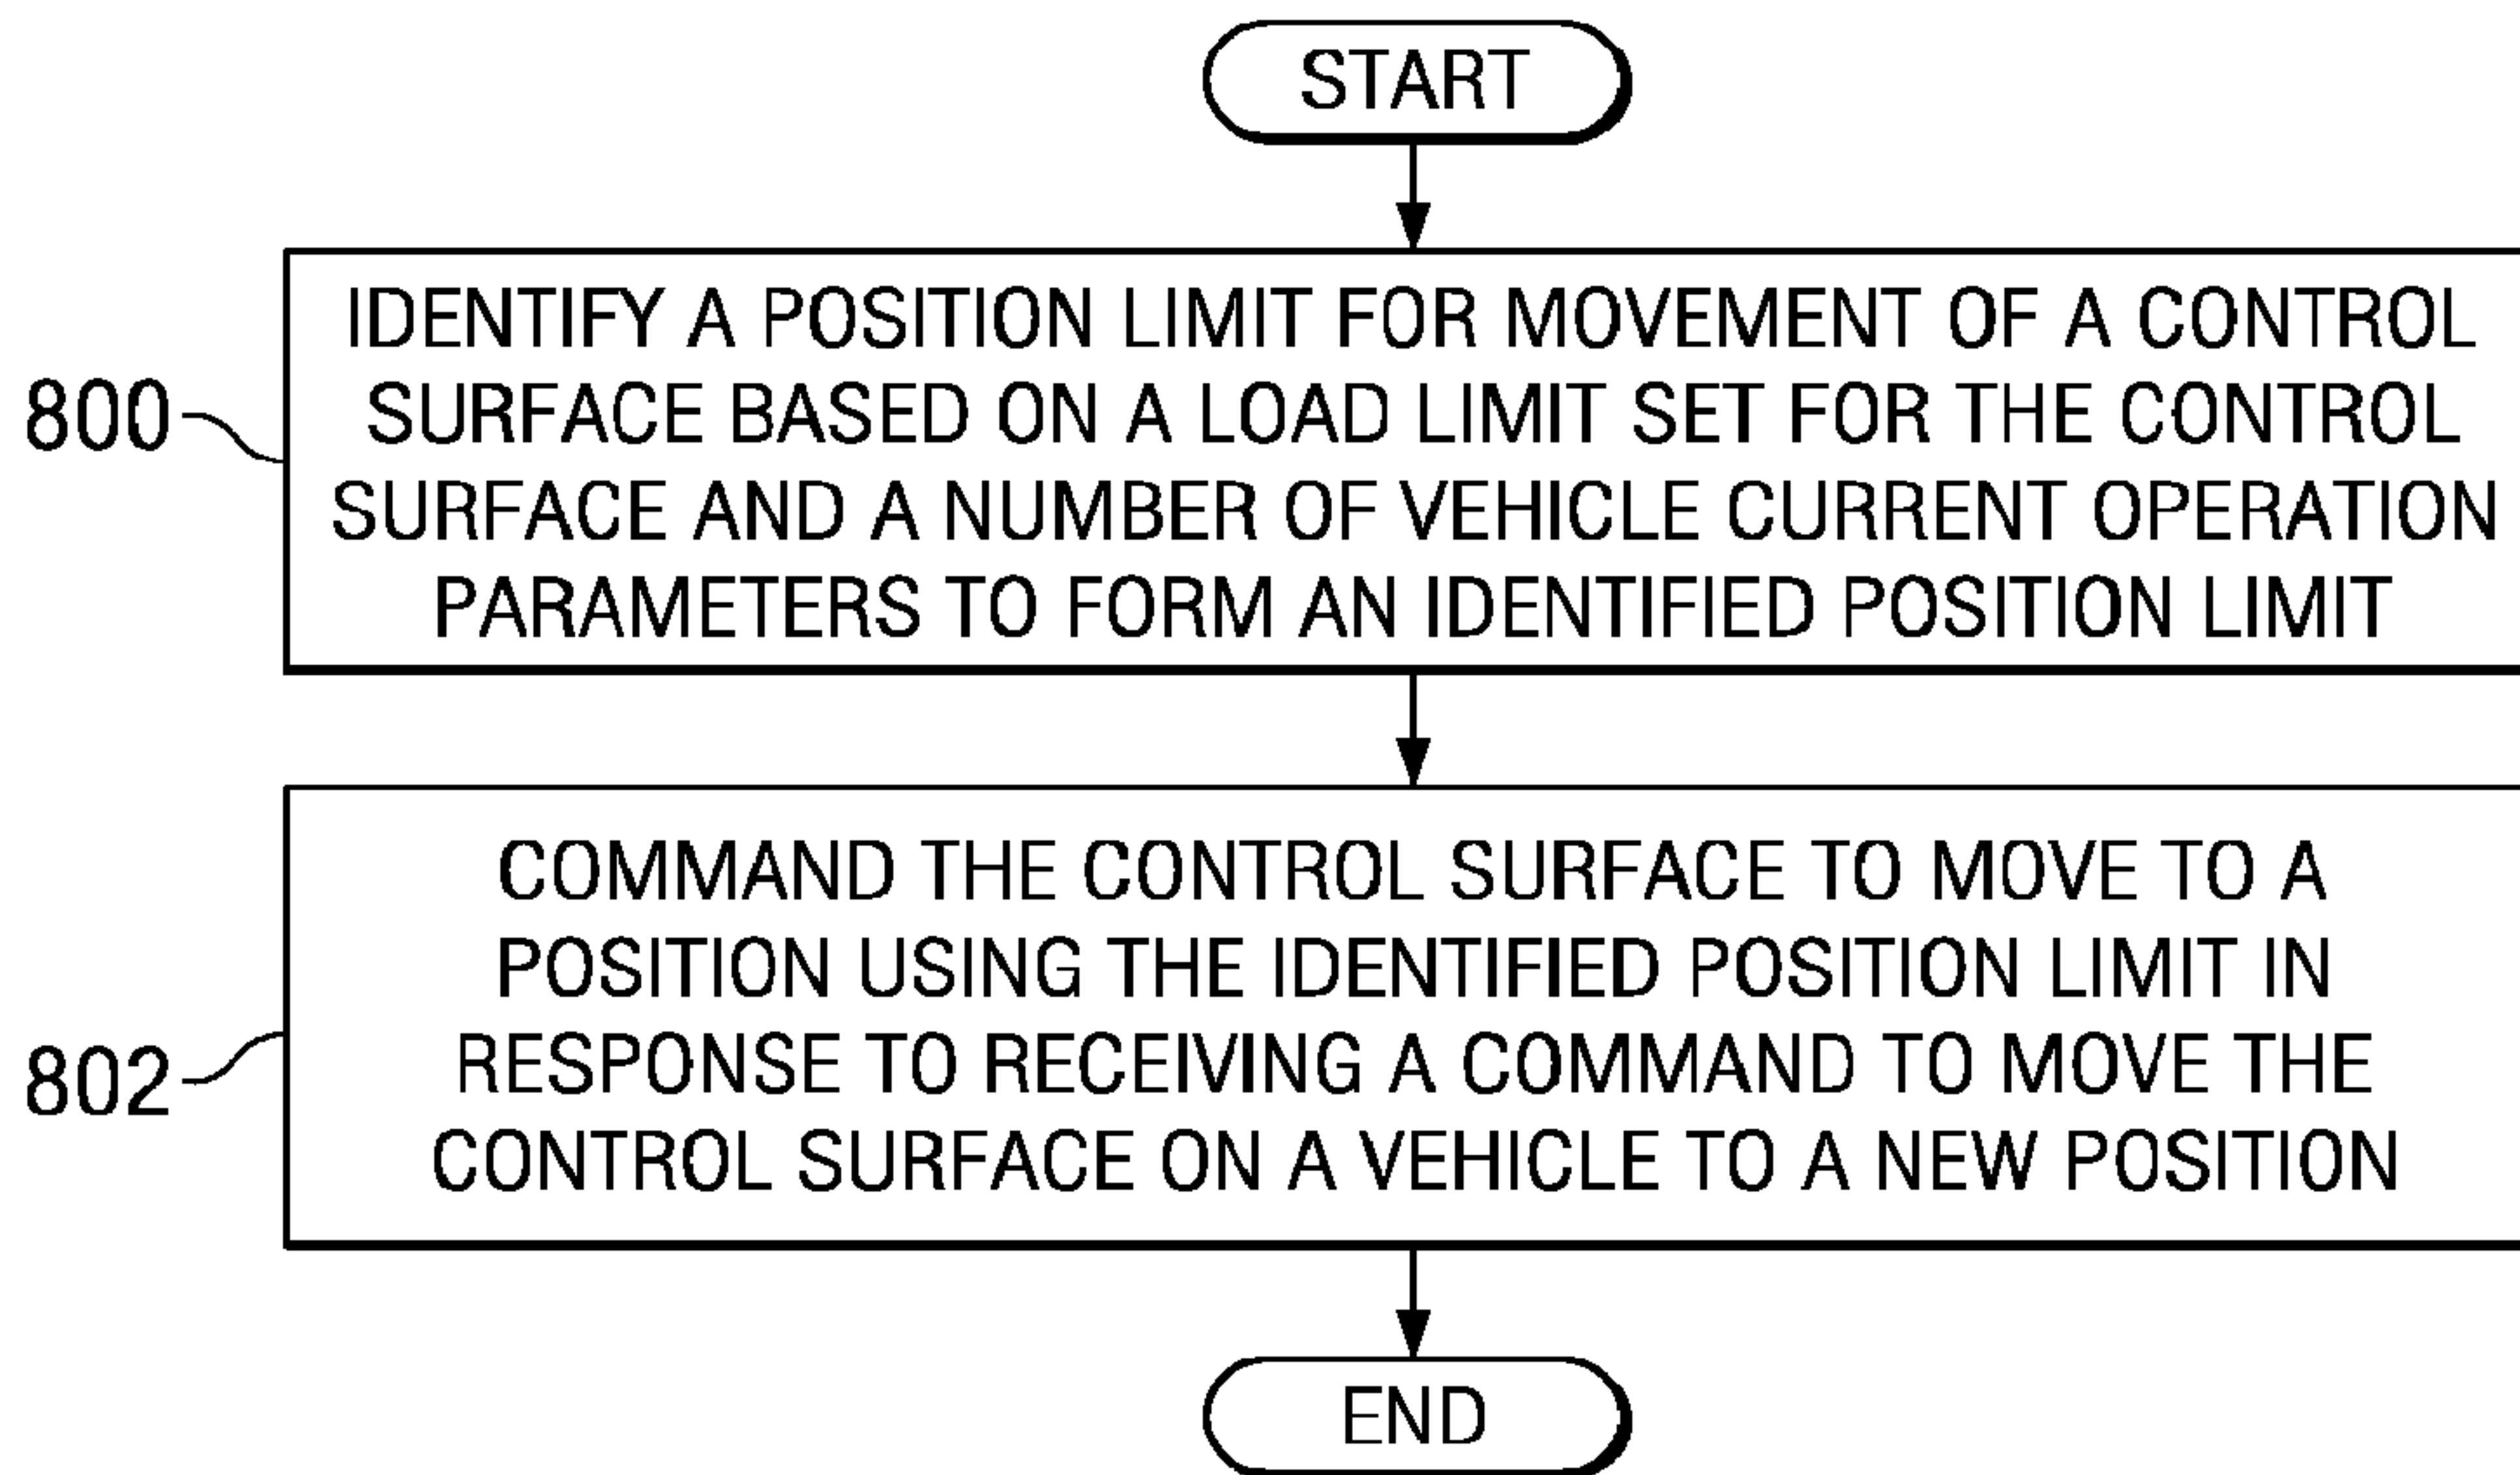 START
IDENTIFY A POSITION LIMIT FOR MOVEMENT OF A CONTROL
SURFACE BASED ON A LOAD LIMIT SET FOR THE CONTROL
SURFACE AND A NUMBER OF VEHICLE CURRENT OPERATION
PARAMETERS TO FORM AN IDENTIFIED POSITION LIMIT
800
COMMAND THE CONTROL SURFACE TO MOVE TO A
POSITION USING THE IDENTIFIED POSITION LIMIT IN
RESPONSE TO RECEIVING A COMMAND TO MOVE THE
CONTROL SURFACE ON A VEHICLE TO A NEW POSITION
802
END